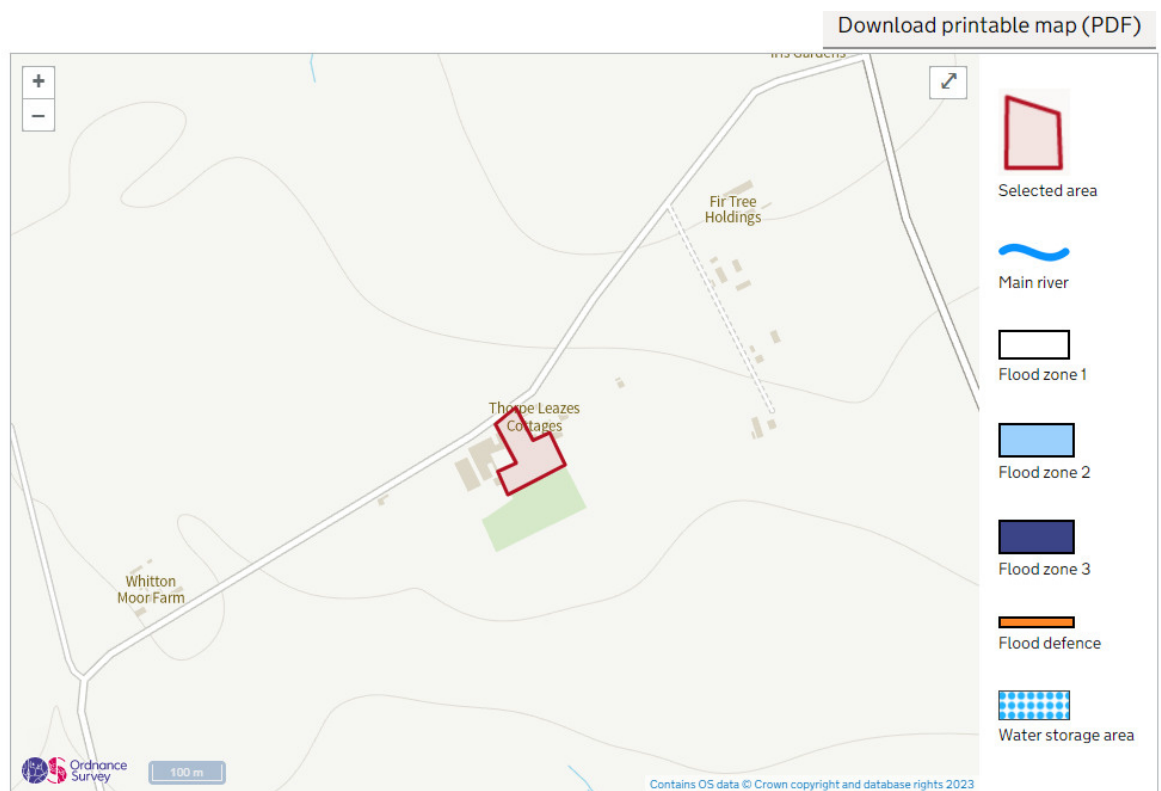 Download printable map (PDF)
Iris Gardens
+
−
Fir Tree
Holdings
Thorpe Leazes
Cottages
Whitton
Moor Farm
Ordnance
Survey
100 m
Contains OS data © Crown copyright and database rights 2023
Selected area
Main river
Flood zone 1
Flood zone 2
Flood zone 3
Flood defence
Water storage area